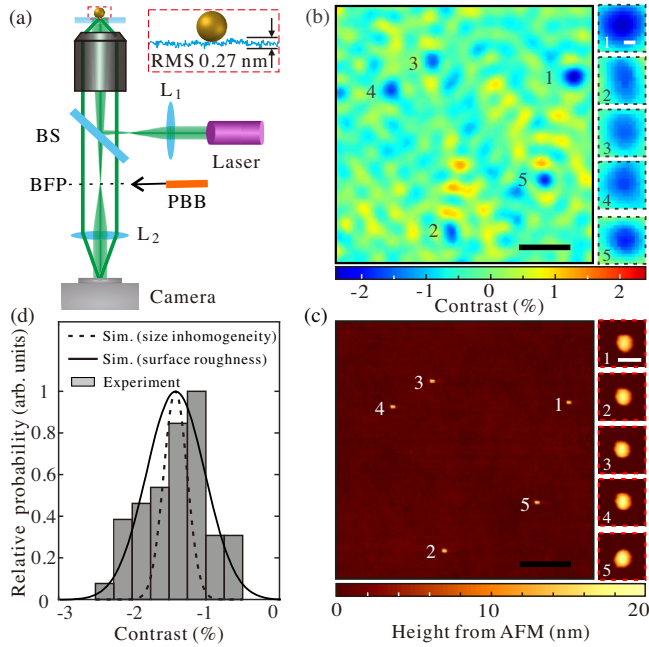 (a)
RMS 0.27 nm
L1
BS
Laser
BFP
PBB
L2
Camera
(b)
1
3
4
5
2
1
2
3
4
5
-2 -1 0 1 2
Contrast (%)
(d)
Sim. (size inhomogeneity)
Sim. (surface roughness)
Experiment
Relative probability (arb. units)
1
0.8
0.6
0.4
0.2
0
-3 -2 -1 0
Contrast (%)
(c)
3
1
4
5
2
1
2
3
4
5
0 10 20
Height from AFM (nm)